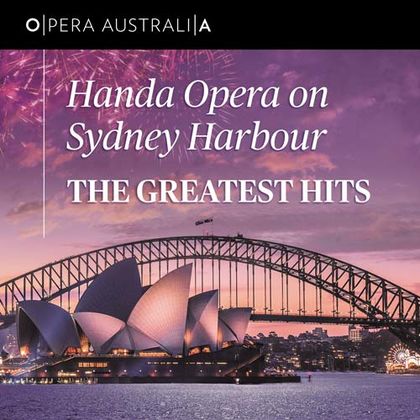 O|PERA AUSTRALI|A
Handa Opera on
Sydney Harbour
THE GREATEST HITS